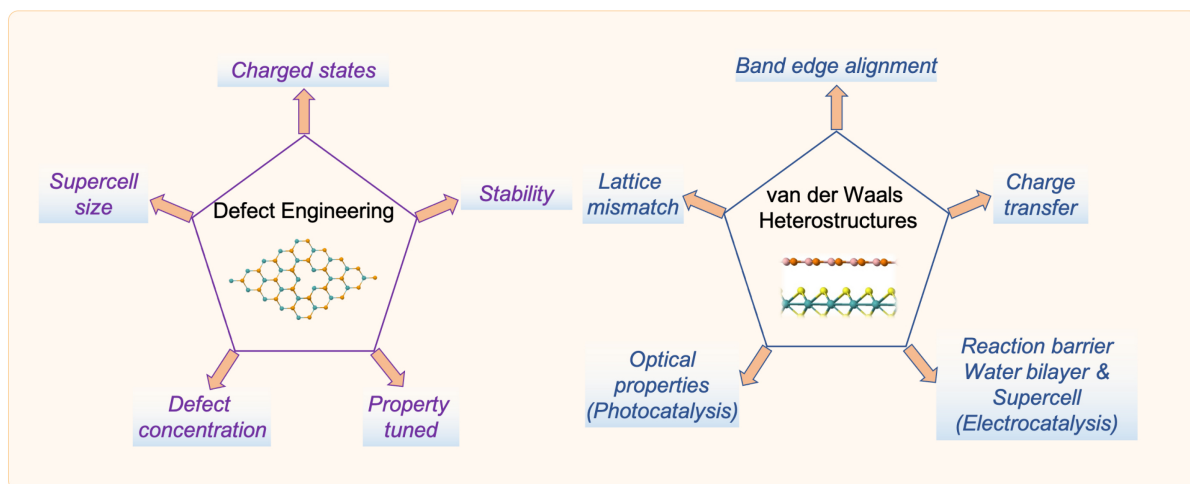 Charged states
Supercell
size
Defect Engineering
Stability
Defect
concentration
Property
tuned
Band edge alignment
Lattice
mismatch
van der Waals
Heterostructures
Charge
transfer
Optical
properties
(Photocatalysis)
Reaction barrier
Water bilayer &
Supercell
(Electrocatalysis)